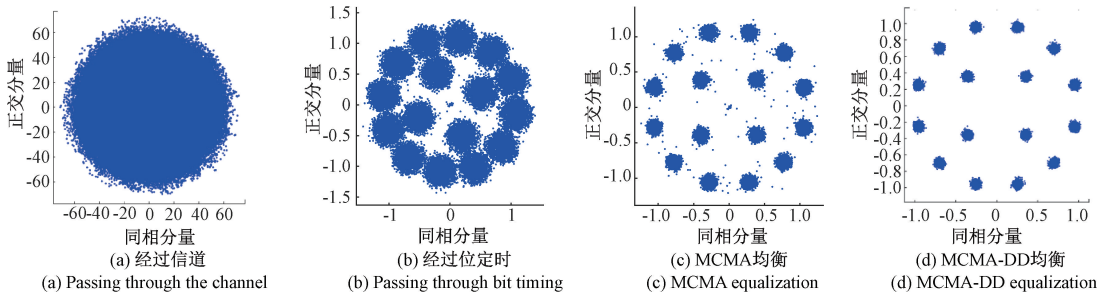 正交分量
60
40
20
0
-20
-40
-60
-60 -40 -20 0 20 40 60
同相分量
(a) 经过信道
(a) Passing through the channel
正交分量
1.5
1.0
0.5
0
-0.5
-1.0
-1.5
-1 0 1
同相分量
(b) 经过位定时
(b) Passing through bit timing
正交分量
1.0
0.5
0
-0.5
-1.0
-1.0 -0.5 0 0.5 1.0
同相分量
(c) MCMA均衡
(c) MCMA equalization
正交分量
1.0
0.8
0.6
0.4
0.2
0
-0.2
-0.4
-0.6
-0.8
-1.0
-1.0 -0.5 0 0.5 1.0
同相分量
(d) MCMA-DD均衡
(d) MCMA-DD equalization